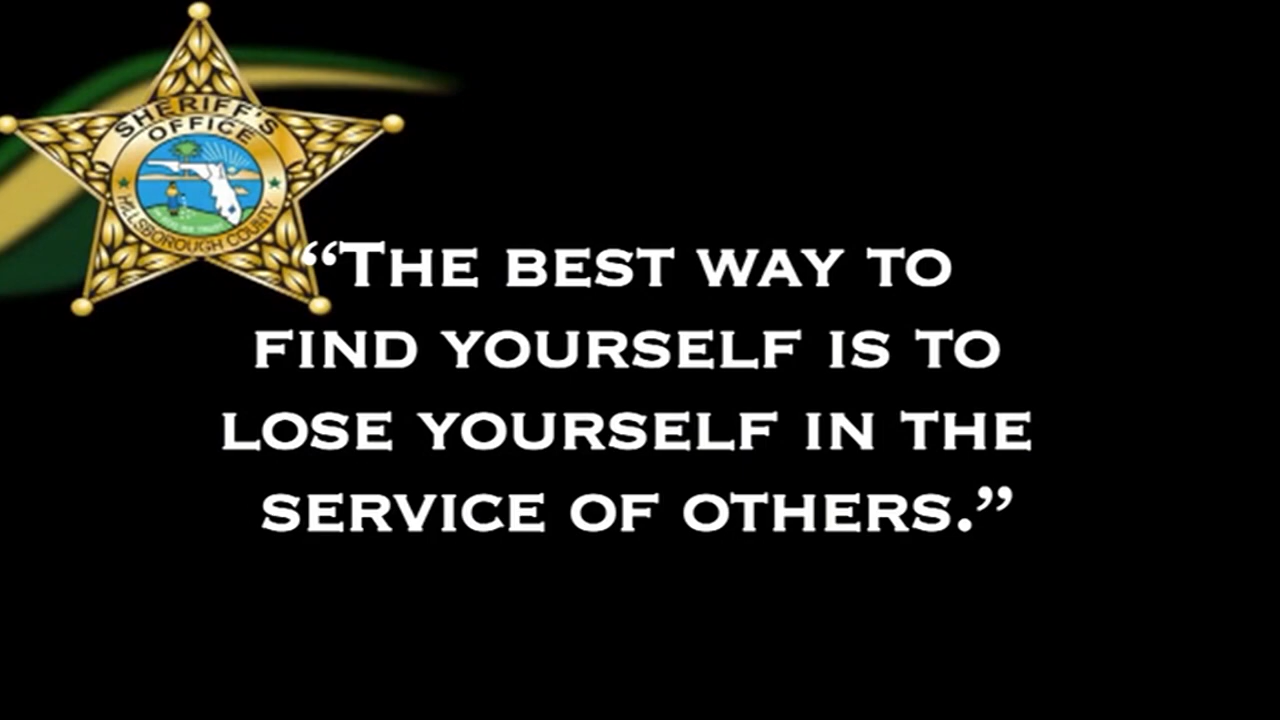 SHERIFF'S
OFFICE
HILLSBOROUGH COUNTY
“THE BEST WAY TO
FIND YOURSELF IS TO
LOSE YOURSELF IN THE
SERVICE OF OTHERS.”